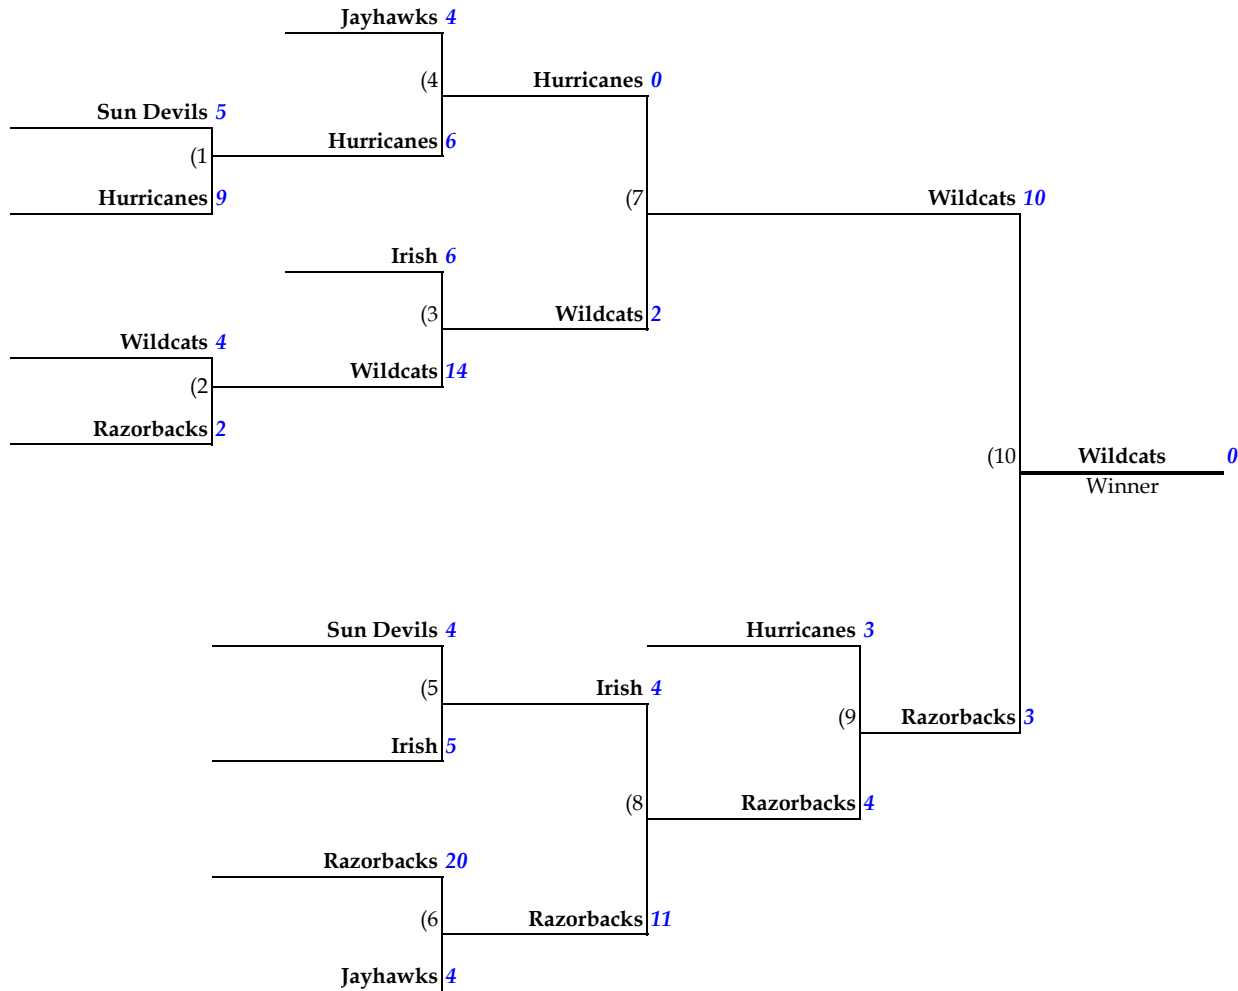 Jayhawks 4
(4
Hurricanes 0
Sun Devils 5
Hurricanes 6
(1
Hurricanes 9
(7
Wildcats 10
Irish 6
(3
Wildcats 2
Wildcats 4
Wildcats 14
(2
Razorbacks 2
(10
Wildcats 0
Winner
Sun Devils 4
Hurricanes 3
(5
Irish 4
(9
Razorbacks 3
Irish 5
(8
Razorbacks 4
Razorbacks 20
(6
Razorbacks 11
Jayhawks 4